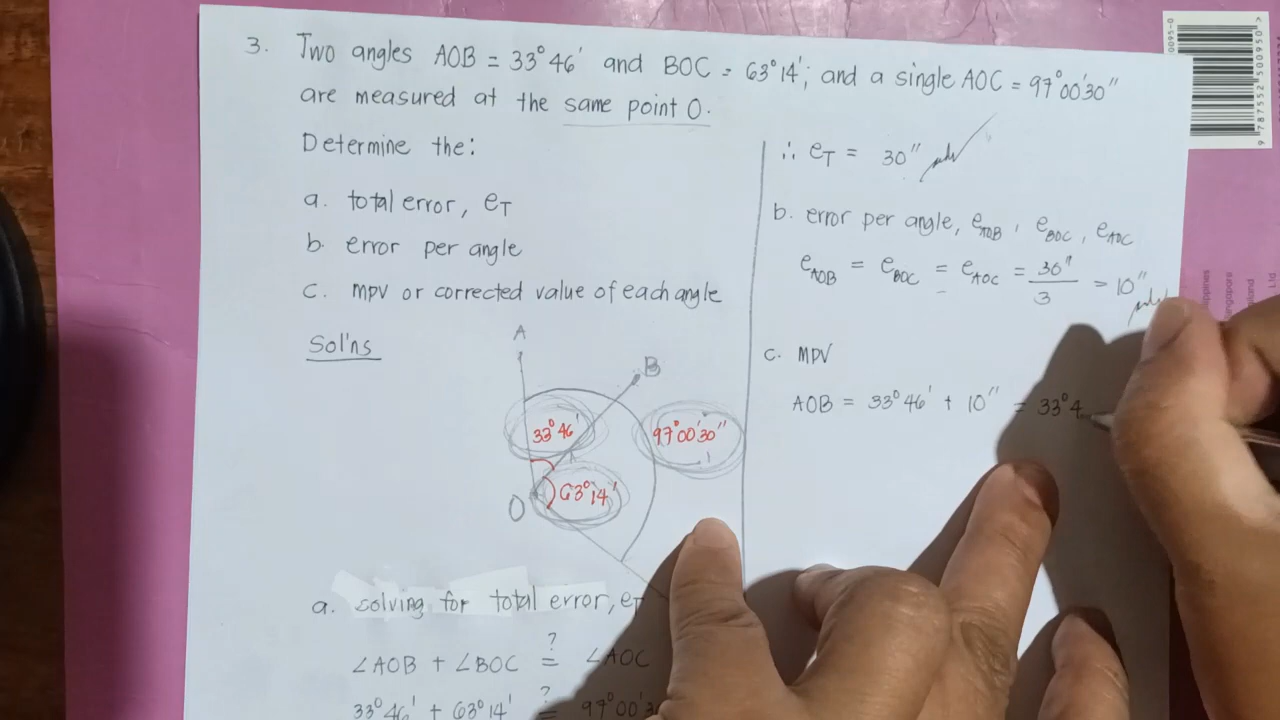 3. Two angles AOB = 33°46' and BOC = 63°14'; and a single AOC = 97°00'30"
are measured at the same point O.
Determine the:
a. total error, eT
b. error per angle
c. mpv or corrected value of each angle
Sol'ns
A
B
33°46'
97°00'30"
63°14'
O
a. solving for total error, eT
∠AOB + ∠BOC ?= ∠AOC
33°46' + 63°14' ?= 97°00'3
∴ eT = 30"
b. error per angle, eAOB, eBOC, eAOC
eAOB = eBOC = eAOC = 30"/3 = 10"
c. MPV
AOB = 33°46' + 10" = 33°4
9 787552 500950 >